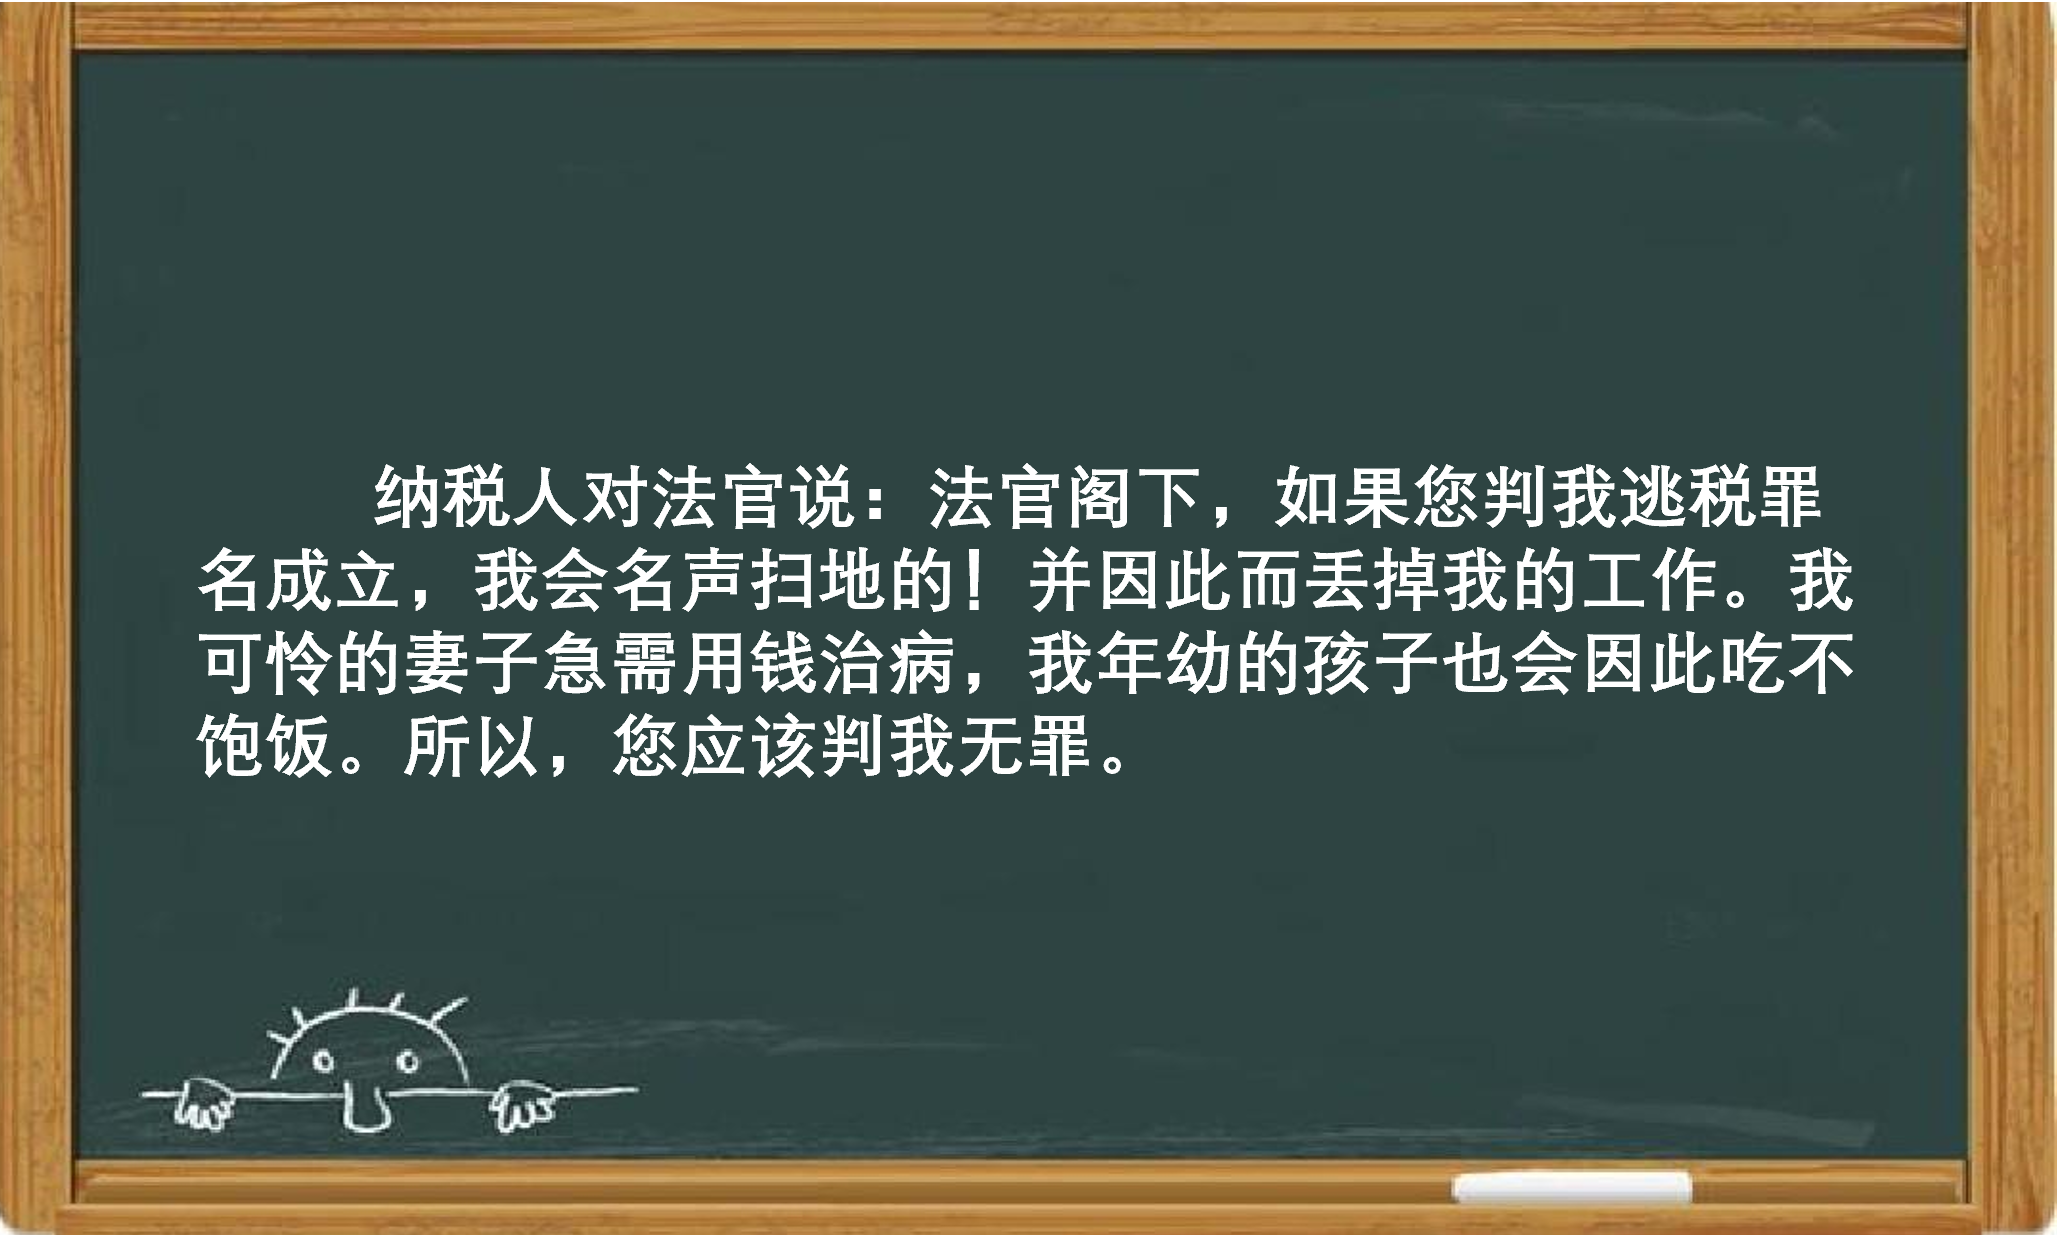 纳税人对法官说：法官阁下，如果您判我逃税罪
名成立，我会名声扫地的！并因此而丢掉我的工作。我
可怜的妻子急需用钱治病，我年幼的孩子也会因此吃不
饱饭。所以，您应该判我无罪。